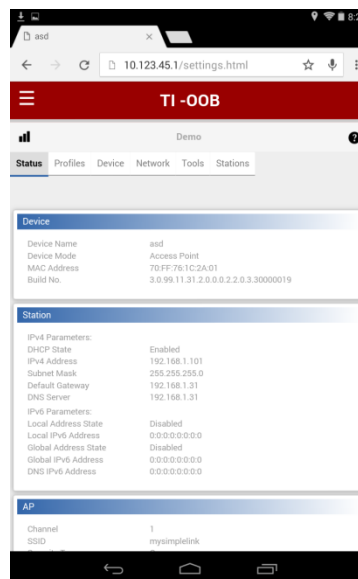 8:2
asd
10.123.45.1/settings.html
TI -OOB
Demo
Status Profiles Device Network Tools Stations
Device
Device Name asd
Device Mode Access Point
MAC Address 70:FF:76:1C:2A:01
Build No. 3.0.99.11.31.2.0.0.0.2.2.0.3.30000019
Station
IPv4 Parameters:
DHCP State Enabled
IPv4 Address 192.168.1.101
Subnet Mask 255.255.255.0
Default Gateway 192.168.1.31
DNS Server 192.168.1.31
IPv6 Parameters:
Local Address State Disabled
Local IPv6 Address 0:0:0:0:0:0:0:0
Global Address State Disabled
Global IPv6 Address 0:0:0:0:0:0:0:0
DNS IPv6 Address 0:0:0:0:0:0:0:0
AP
Channel 1
SSID mysimplelink